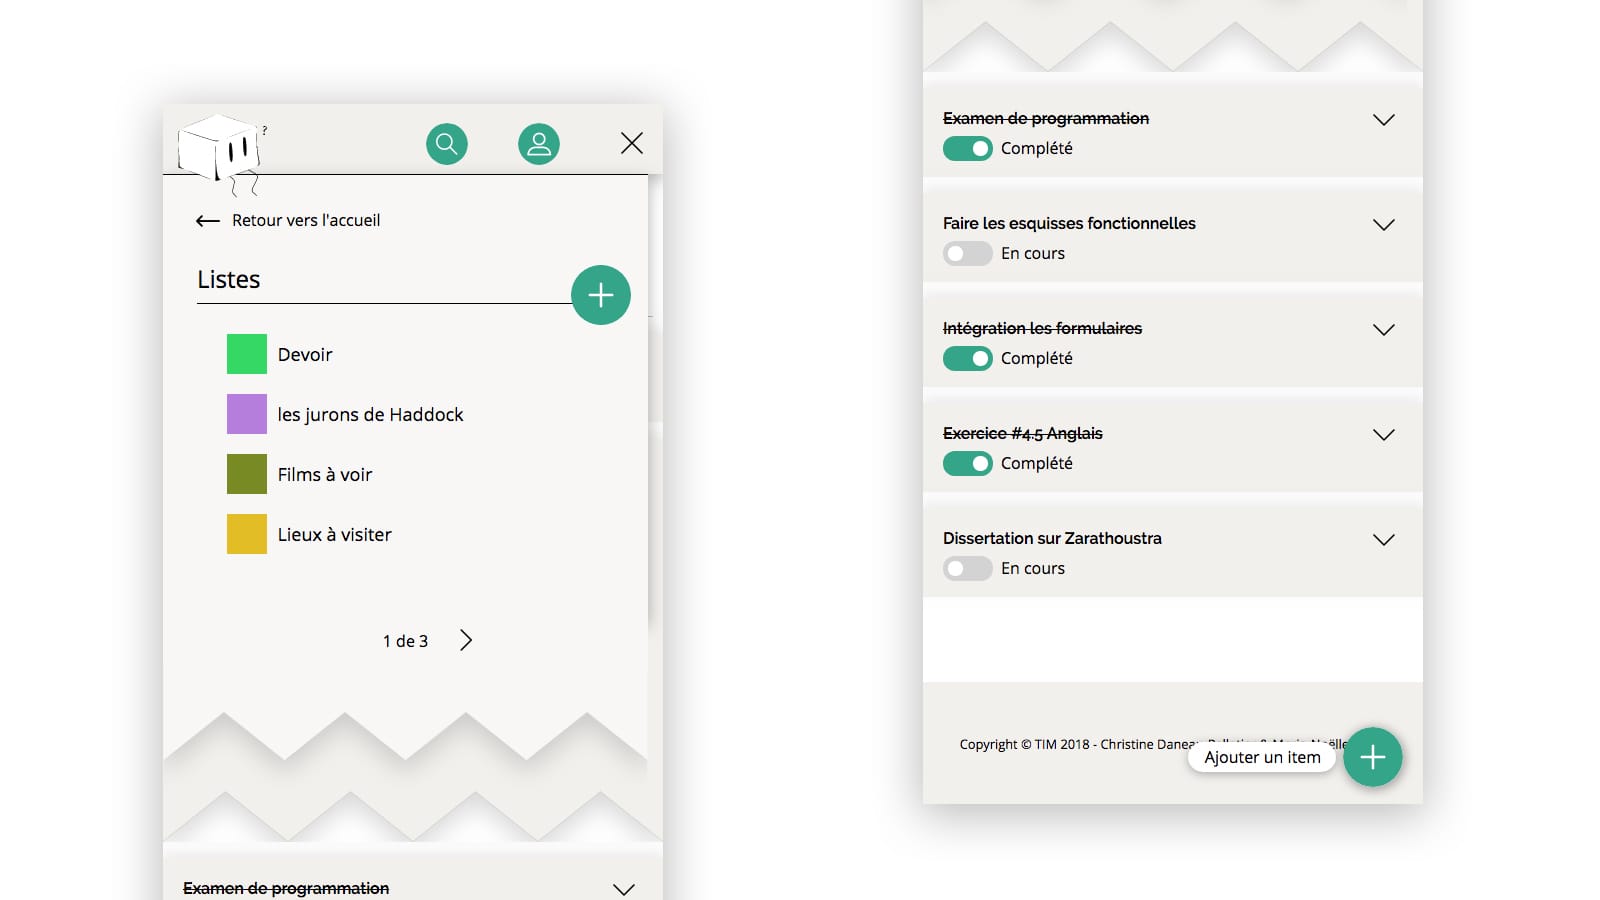 ?
Retour vers l'accueil
Listes
Devoir
les jurons de Haddock
Films à voir
Lieux à visiter
1 de 3
Examen de programmation
Examen de programmation
Complété
Faire les esquisses fonctionnelles
En cours
Intégration les formulaires
Complété
Exercice #4.5 Anglais
Complété
Dissertation sur Zarathoustra
En cours
Copyright © TIM 2018 - Christine
Ajouter un item